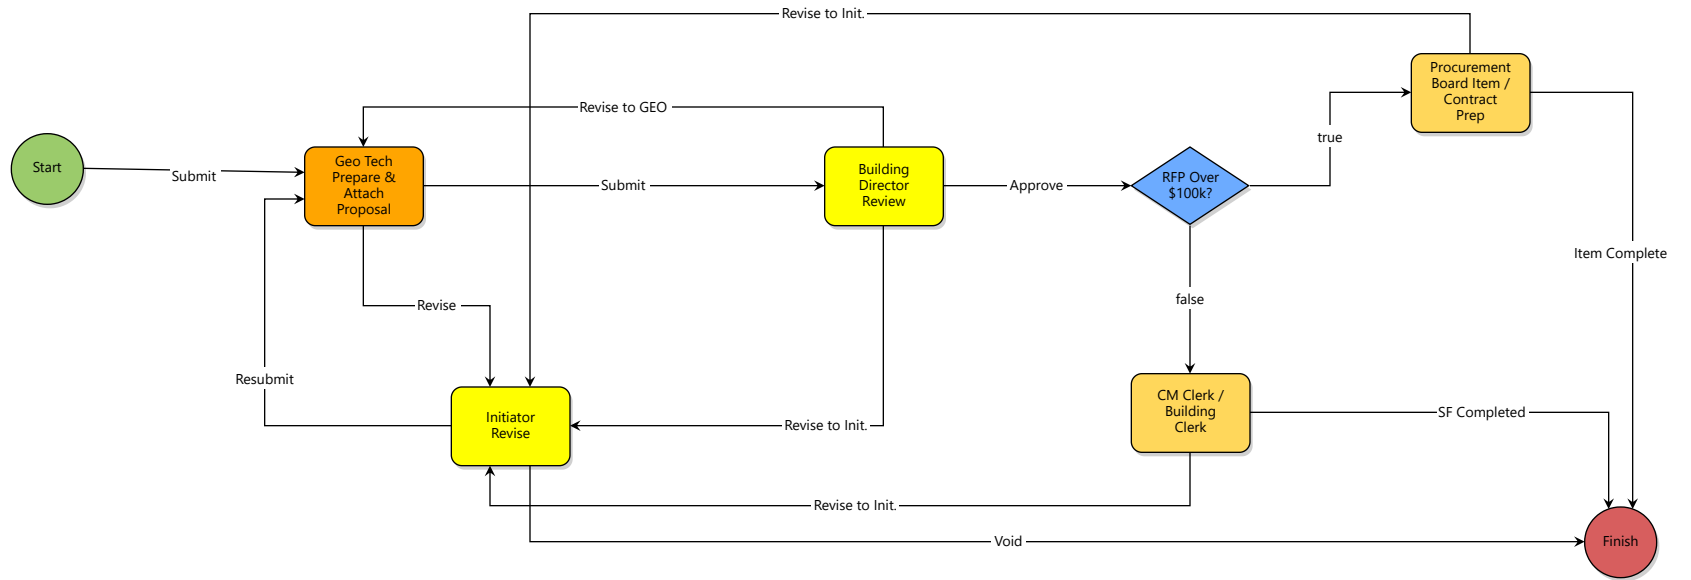 Revise to Init.
Procurement
Board Item /
Contract
Prep
Revise to GEO
true
Start
Submit
Geo Tech
Prepare &
Attach
Proposal
Submit
Building
Director
Review
Approve
RFP Over
$100k?
Item Complete
false
Revise
Resubmit
Initiator
Revise
Revise to Init.
CM Clerk /
Building
Clerk
SF Completed
Revise to Init.
Void
Finish